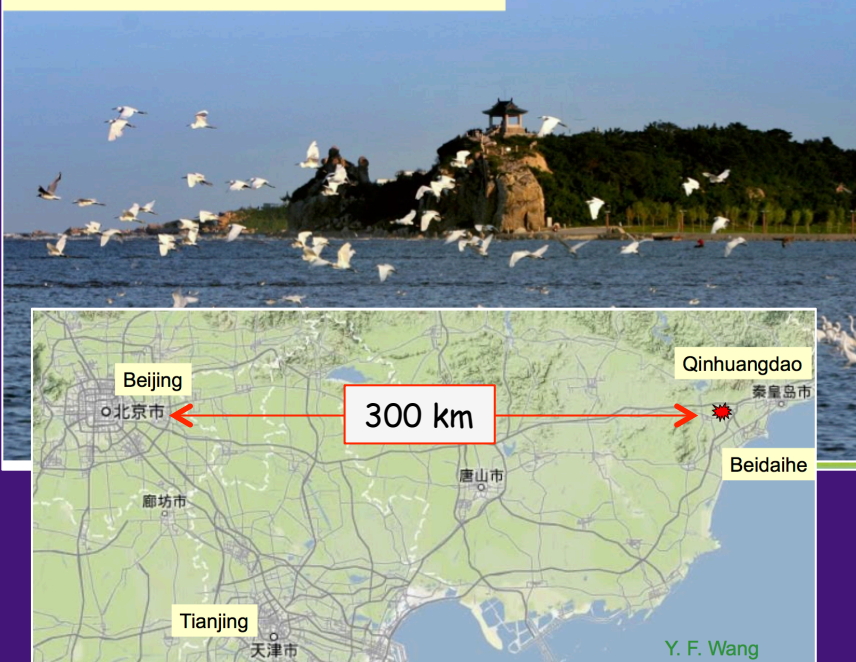 Beijing
Qinhuangdao
秦皇岛市
北京市
300 km
Beidaihe
唐山市
廊坊市
Tianjing
天津市
Y. F. Wang